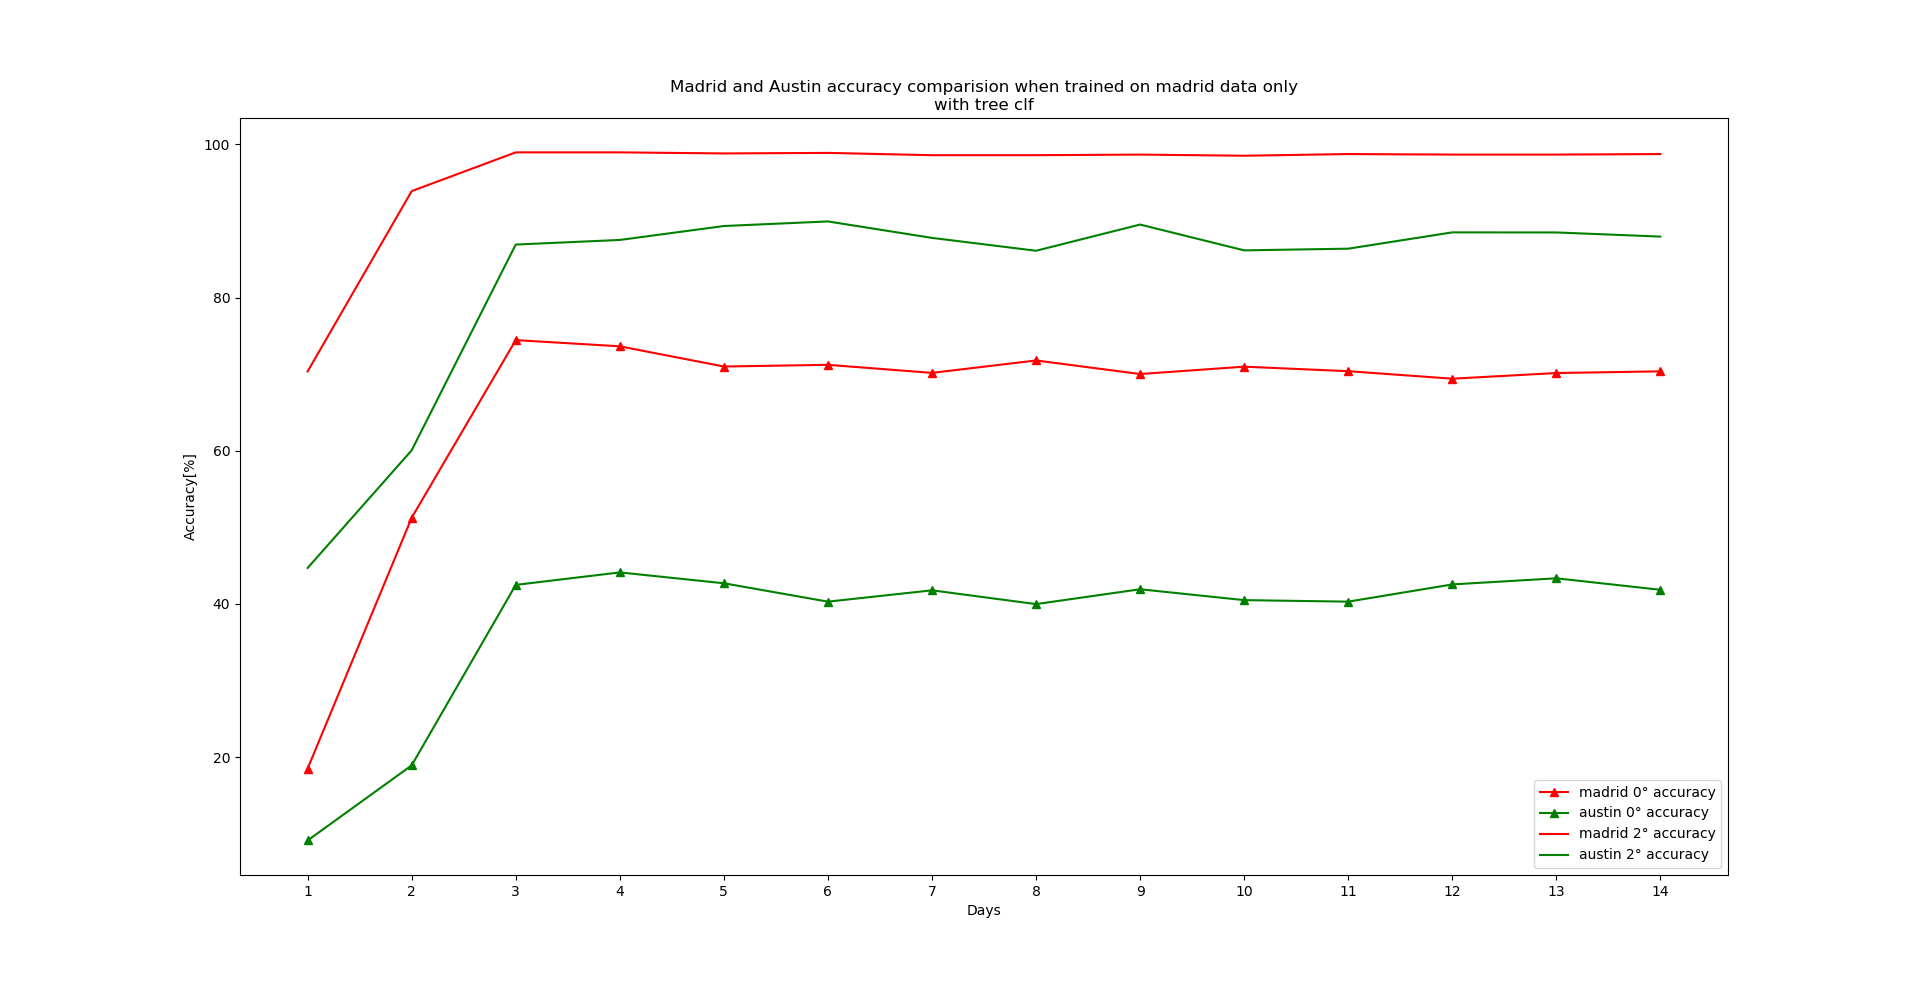 Madrid and Austin accuracy comparision when trained on madrid data only
with tree clf
100
80
60
40
20
Accuracy[%]
1 2 3 4 5 6 7 8 9 10 11 12 13 14
Days
madrid 0° accuracy
austin 0° accuracy
madrid 2° accuracy
austin 2° accuracy